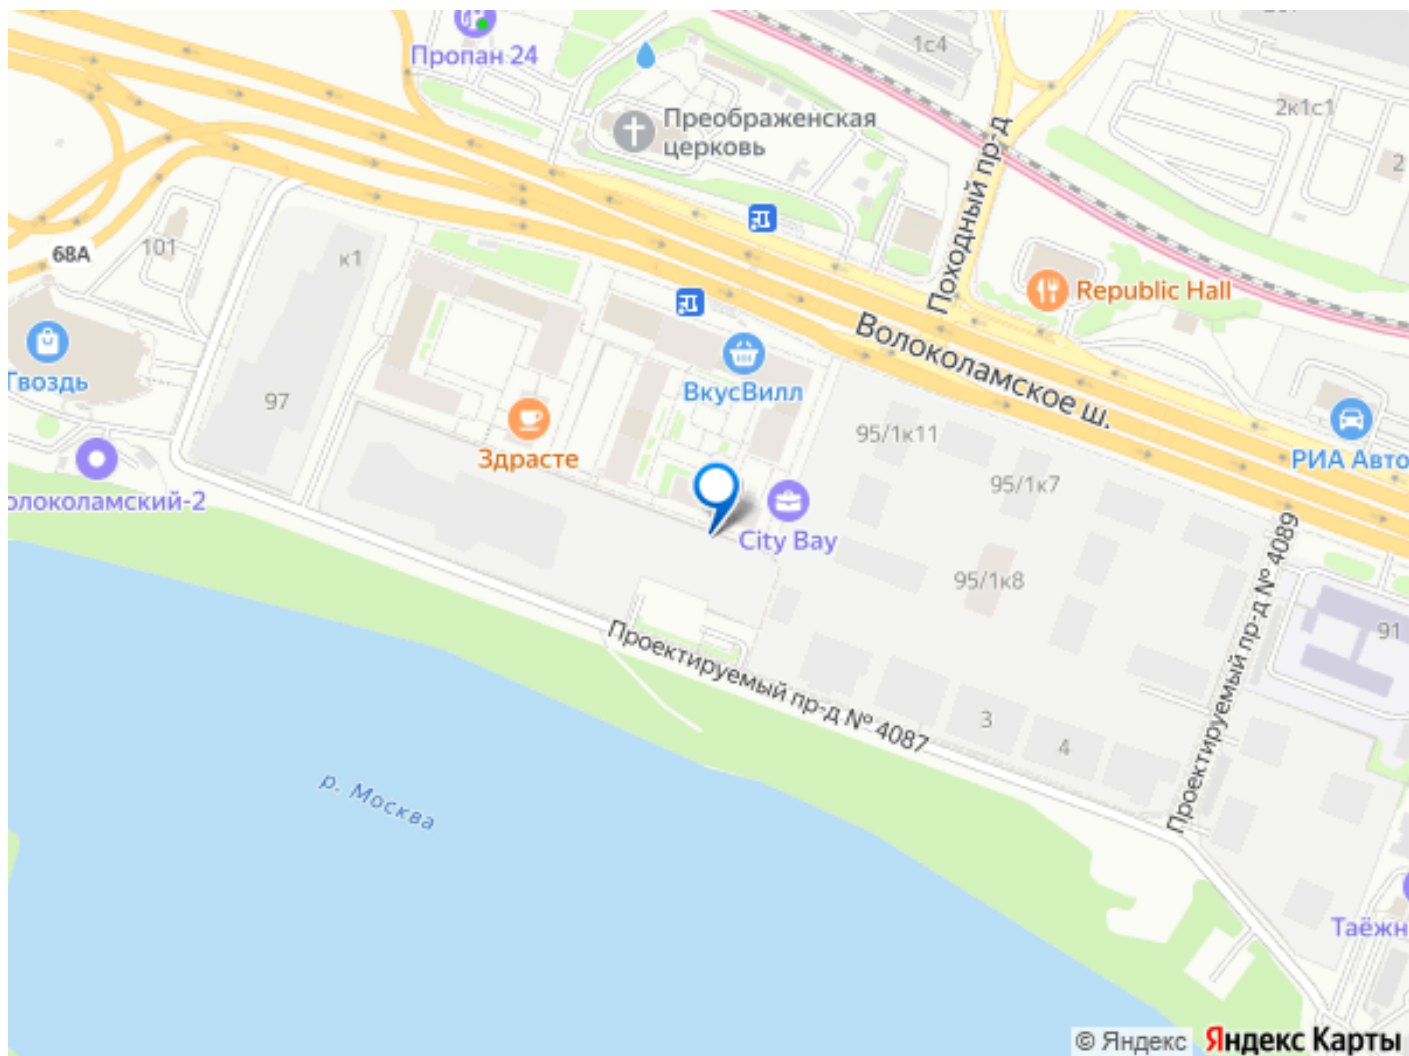 1с4
Пропан 24
2к1с1
Преображенская
церковь
2
Походный пр-д
101
68А
к1
Republic Hall
Волоколамское ш.
Гвоздь
ВкусВилл
97
95/1к11
Здрасте
РИА Авто
95/1к7
олоколамский-2
City Bay
95/1к8
Проектируемый пр-д № 4089
91
Проектируемый пр-д № 4087
3
4
р. Москва
Таёжн
© Яндекс
Яндекс Карты